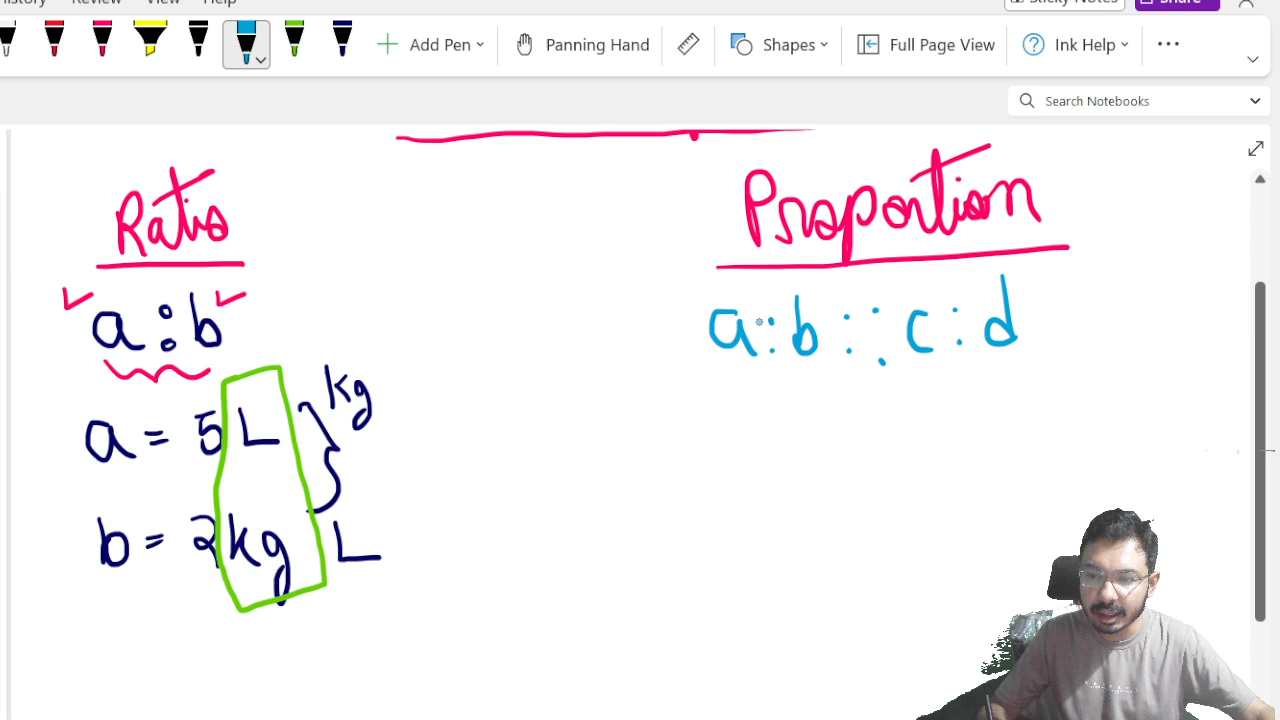 History Review View Help
Sticky Notes Share
Add Pen Panning Hand Shapes Full Page View Ink Help
Search Notebooks
Ratio
a : b
a = 5 L
kg
b = 2 kg L
Proportion
a : b :: c : d